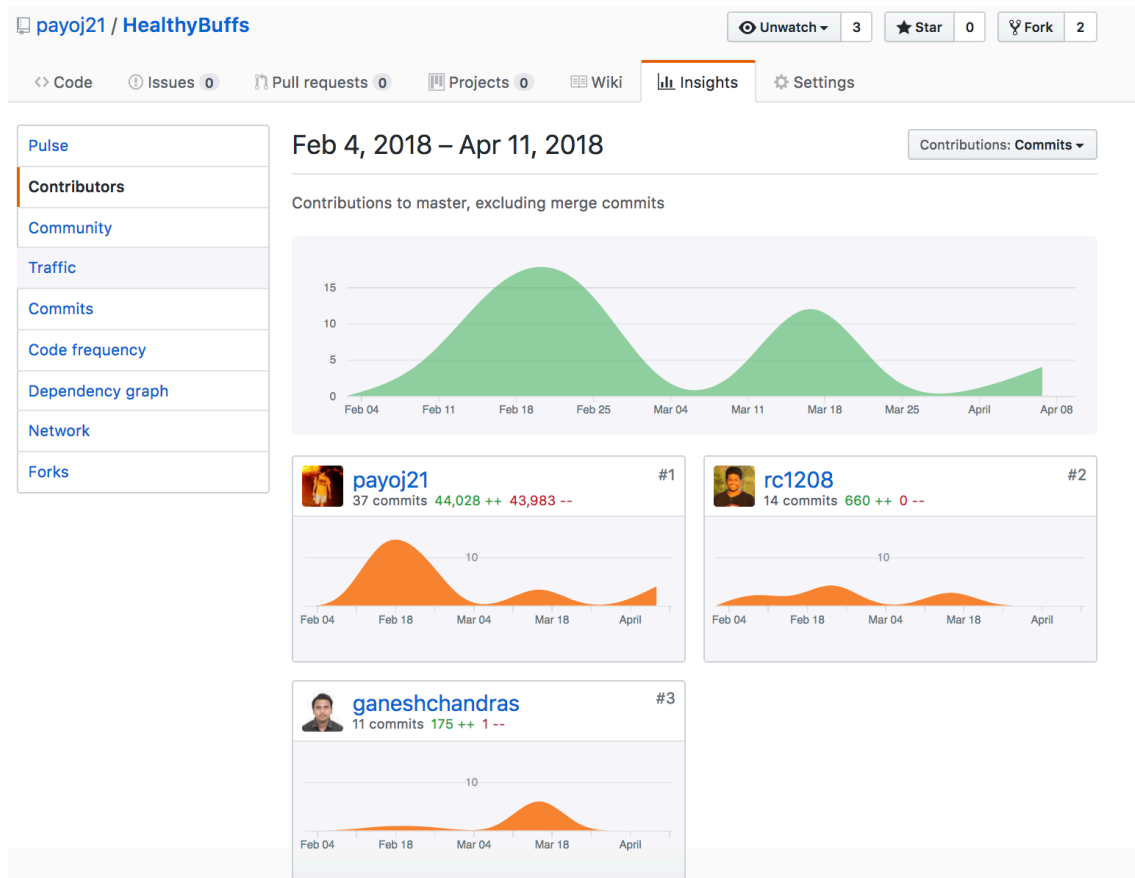 payoj21 / HealthyBuffs
Unwatch 3 Star 0 Fork 2
Code Issues 0 Pull requests 0 Projects 0 Wiki Insights Settings
Pulse
Contributors
Community
Traffic
Commits
Code frequency
Dependency graph
Network
Forks
Feb 4, 2018 – Apr 11, 2018
Contributions: Commits
Contributions to master, excluding merge commits
15
10
5
0
Feb 04 Feb 11 Feb 18 Feb 25 Mar 04 Mar 11 Mar 18 Mar 25 April Apr 08
payoj21 #1
37 commits 44,028 ++ 43,983 --
10
Feb 04 Feb 18 Mar 04 Mar 18 April
rc1208 #2
14 commits 660 ++ 0 --
10
Feb 04 Feb 18 Mar 04 Mar 18 April
ganeshchandras #3
11 commits 175 ++ 1 --
10
Feb 04 Feb 18 Mar 04 Mar 18 April